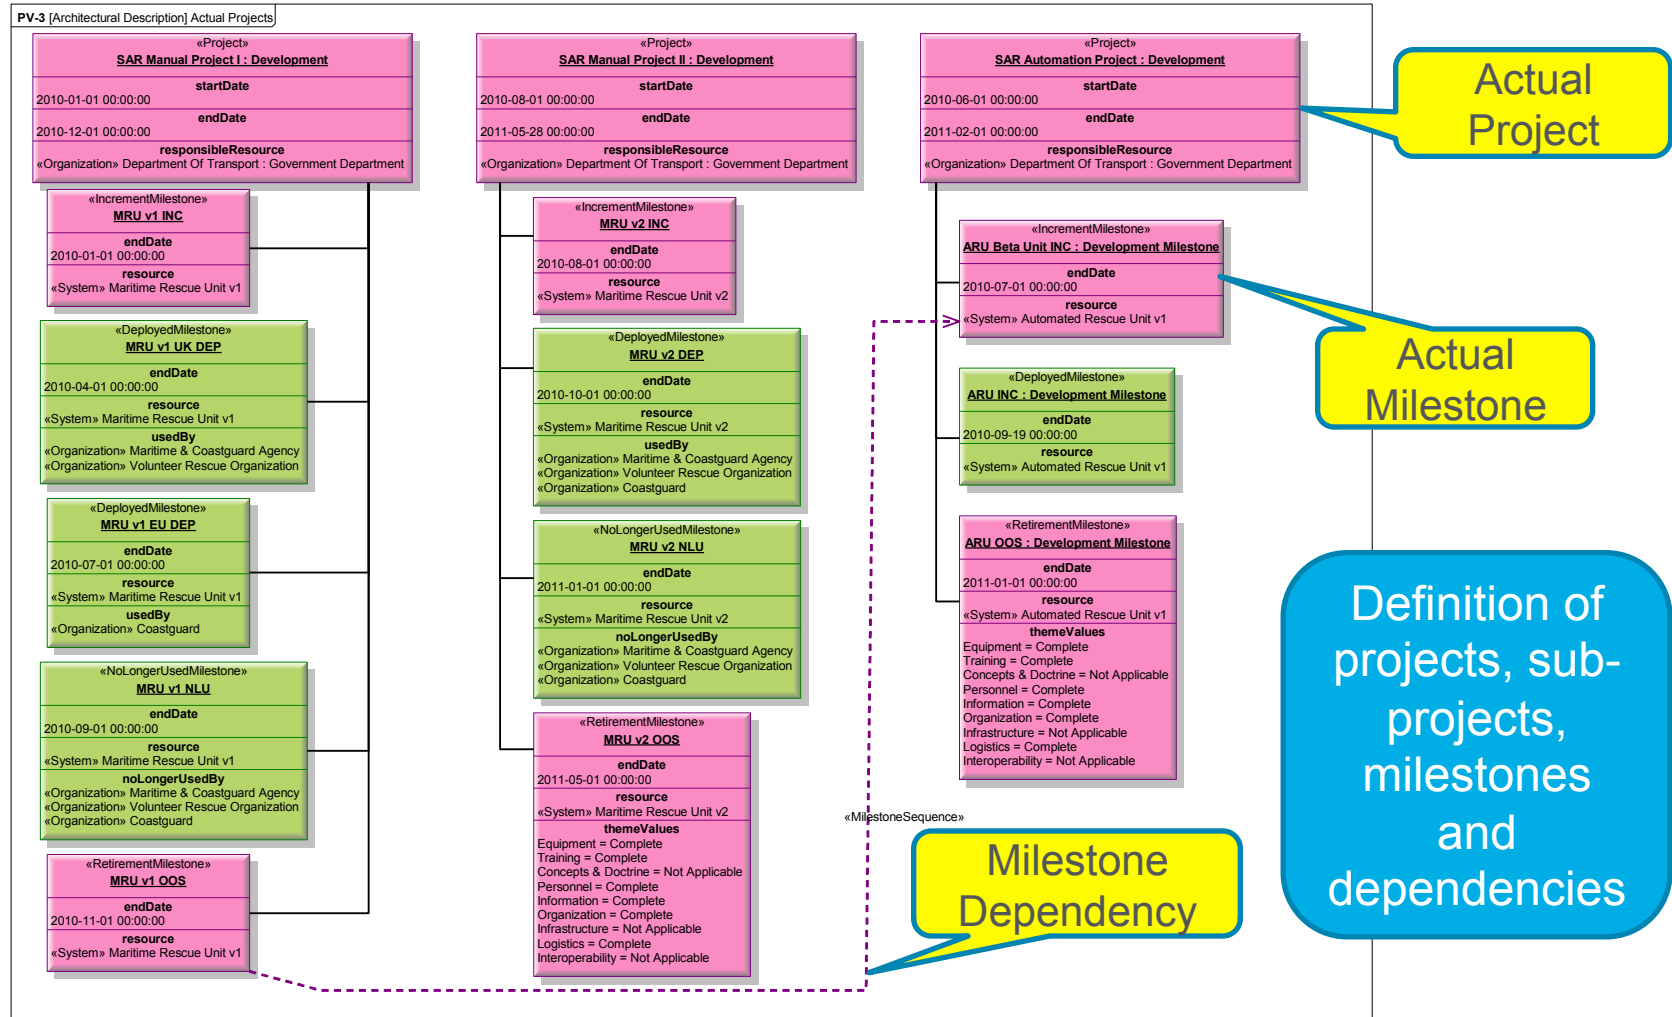 PV-3 [Architectural Description] Actual Projects
«Project»
SAR Manual Project I : Development
startDate
2010-01-01 00:00:00
endDate
2010-12-01 00:00:00
responsibleResource
«Organization» Department Of Transport : Government Department
«IncrementMilestone»
MRU v1 INC
endDate
2010-01-01 00:00:00
resource
«System» Maritime Rescue Unit v1
«DeployedMilestone»
MRU v1 UK DEP
endDate
2010-04-01 00:00:00
resource
«System» Maritime Rescue Unit v1
usedBy
«Organization» Maritime & Coastguard Agency
«Organization» Volunteer Rescue Organization
«DeployedMilestone»
MRU v1 EU DEP
endDate
2010-07-01 00:00:00
resource
«System» Maritime Rescue Unit v1
usedBy
«Organization» Coastguard
«NoLongerUsedMilestone»
MRU v1 NLU
endDate
2010-09-01 00:00:00
resource
«System» Maritime Rescue Unit v1
noLongerUsedBy
«Organization» Maritime & Coastguard Agency
«Organization» Volunteer Rescue Organization
«Organization» Coastguard
«RetirementMilestone»
MRU v1 OOS
endDate
2010-11-01 00:00:00
resource
«System» Maritime Rescue Unit v1
«Project»
SAR Manual Project II : Development
startDate
2010-08-01 00:00:00
endDate
2011-05-28 00:00:00
responsibleResource
«Organization» Department Of Transport : Government Department
«IncrementMilestone»
MRU v2 INC
endDate
2010-08-01 00:00:00
resource
«System» Maritime Rescue Unit v2
«DeployedMilestone»
MRU v2 DEP
endDate
2010-10-01 00:00:00
resource
«System» Maritime Rescue Unit v2
usedBy
«Organization» Maritime & Coastguard Agency
«Organization» Volunteer Rescue Organization
«Organization» Coastguard
«NoLongerUsedMilestone»
MRU v2 NLU
endDate
2011-01-01 00:00:00
resource
«System» Maritime Rescue Unit v2
noLongerUsedBy
«Organization» Maritime & Coastguard Agency
«Organization» Volunteer Rescue Organization
«Organization» Coastguard
«RetirementMilestone»
MRU v2 OOS
endDate
2011-05-01 00:00:00
resource
«System» Maritime Rescue Unit v2
themeValues
Equipment = Complete
Training = Complete
Concepts & Doctrine = Not Applicable
Personnel = Complete
Information = Complete
Organization = Complete
Infrastructure = Not Applicable
Logistics = Complete
Interoperability = Not Applicable
«Project»
SAR Automation Project : Development
startDate
2010-06-01 00:00:00
endDate
2011-02-01 00:00:00
responsibleResource
«Organization» Department Of Transport : Government Department
«IncrementMilestone»
ARU Beta Unit INC : Development Milestone
endDate
2010-07-01 00:00:00
resource
«System» Automated Rescue Unit v1
«DeployedMilestone»
ARU INC : Development Milestone
endDate
2010-09-19 00:00:00
resource
«System» Automated Rescue Unit v1
«RetirementMilestone»
ARU OOS : Development Milestone
endDate
2011-01-01 00:00:00
resource
«System» Automated Rescue Unit v1
themeValues
Equipment = Complete
Training = Complete
Concepts & Doctrine = Not Applicable
Personnel = Complete
Information = Complete
Organization = Complete
Infrastructure = Not Applicable
Logistics = Complete
Interoperability = Not Applicable
«MilestoneSequence»
Milestone
Dependency
Actual
Project
Actual
Milestone
Definition of
projects, sub-
projects,
milestones
and
dependencies